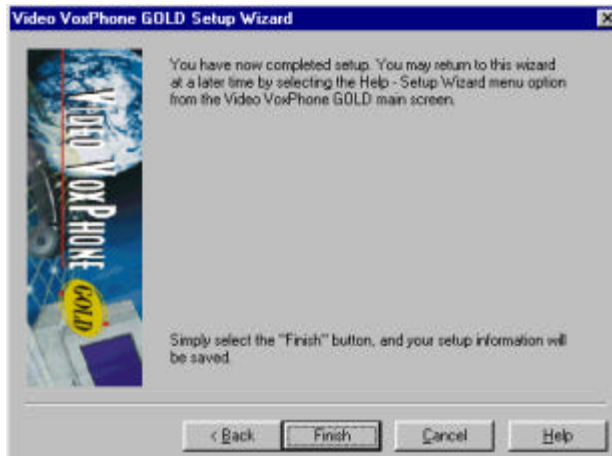 Video VoxPhone GOLD Setup Wizard
VIDEO VOXPHONE GOLD
You have now completed setup. You may return to this wizard
at a later time by selecting the Help - Setup Wizard menu option
from the Video VoxPhone GOLD main screen.
Simply select the "Finish" button, and your setup information will
be saved.
< Back
Finish
Cancel
Help